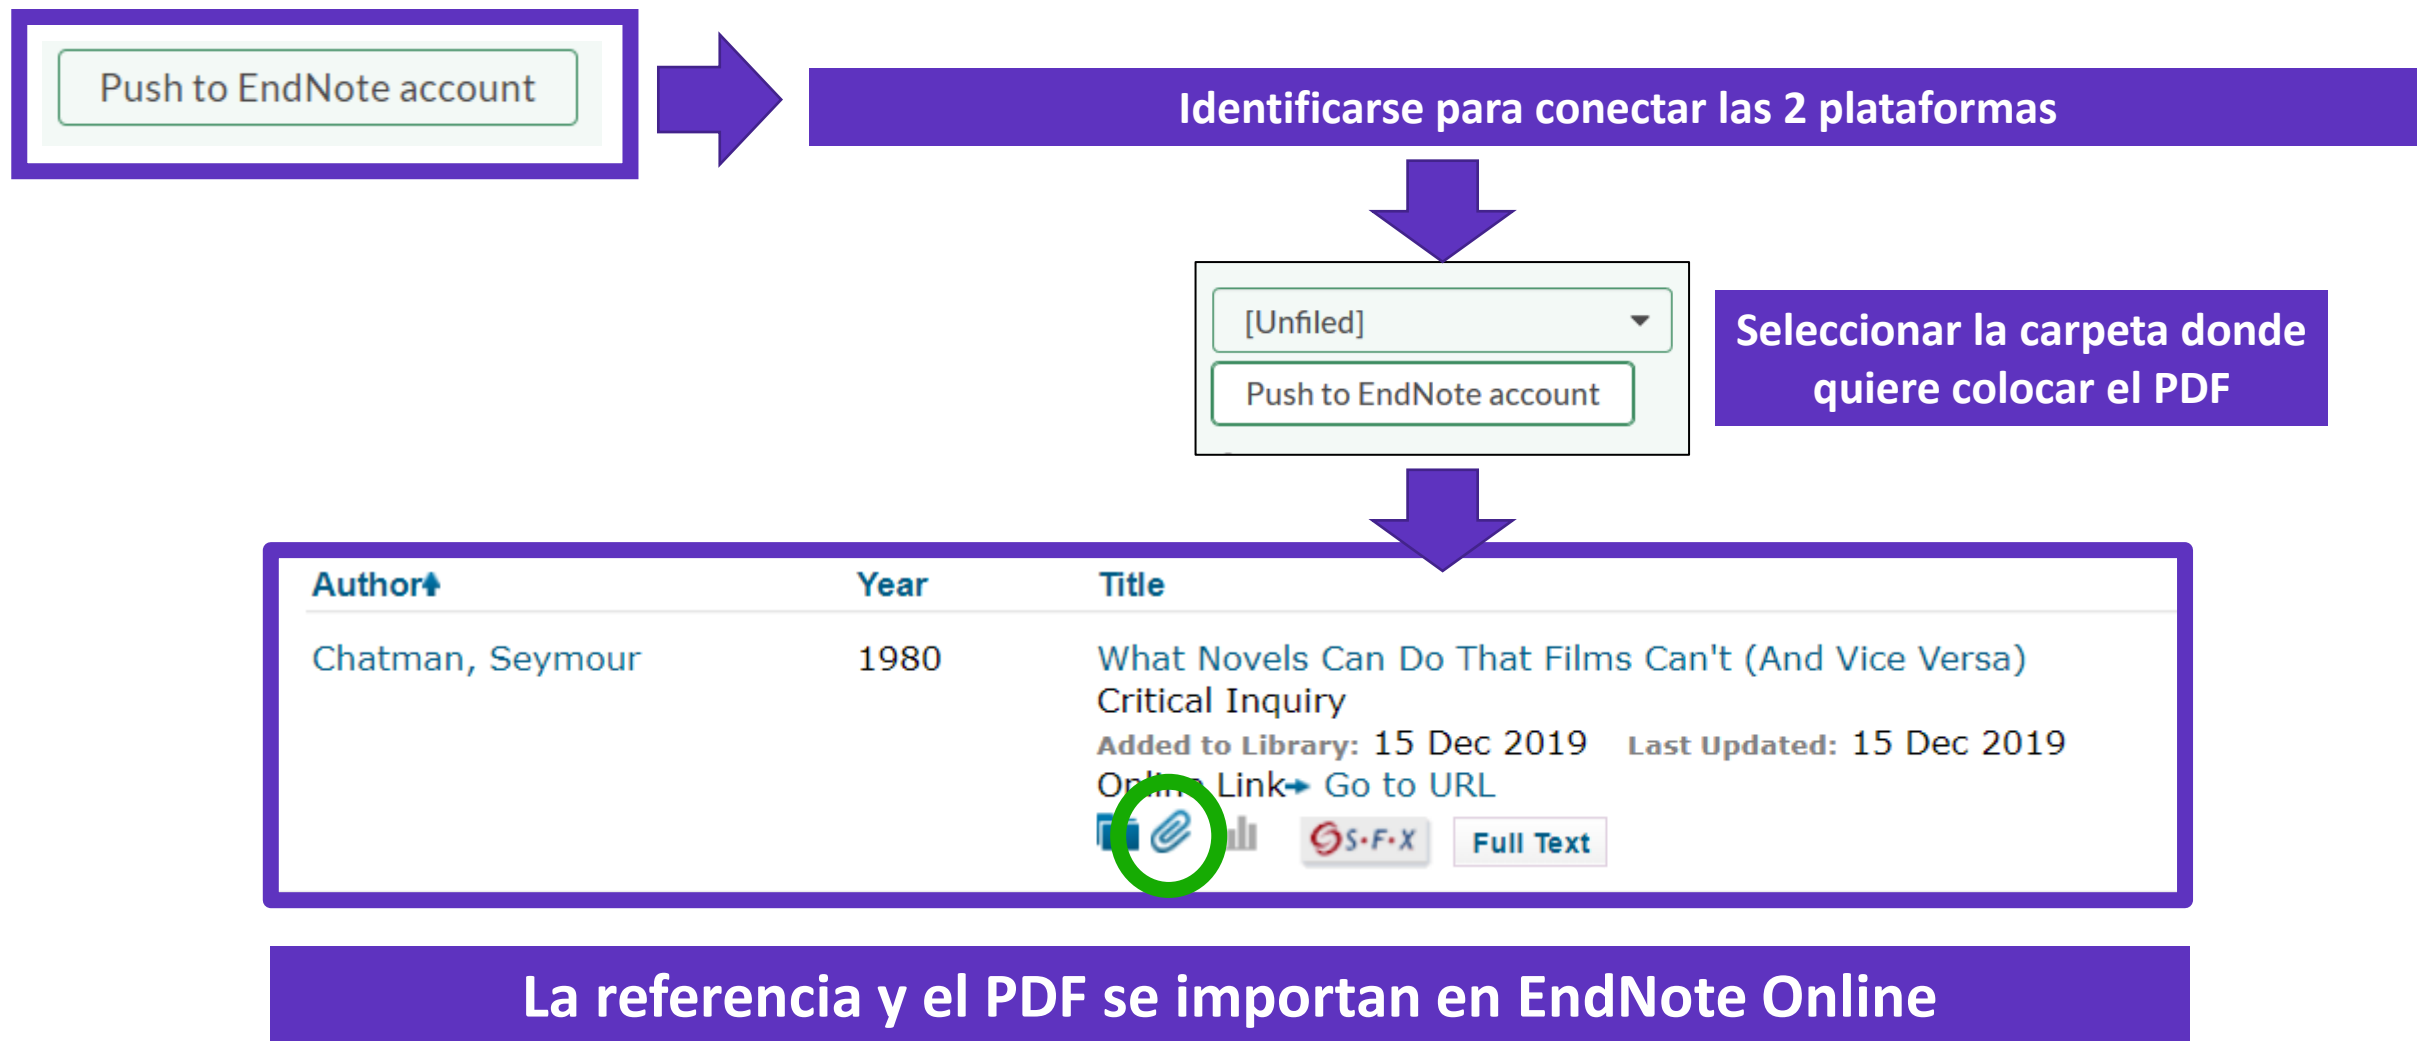 Push to EndNote account
Identificarse para conectar las 2 plataformas
[Unfiled]
Push to EndNote account
Seleccionar la carpeta donde
quiere colocar el PDF
Author Year Title
Chatman, Seymour 1980 What Novels Can Do That Films Can't (And Vice Versa)
Critical Inquiry
Added to Library: 15 Dec 2019 Last Updated: 15 Dec 2019
Online Link Go to URL
S·F·X Full Text
La referencia y el PDF se importan en EndNote Online